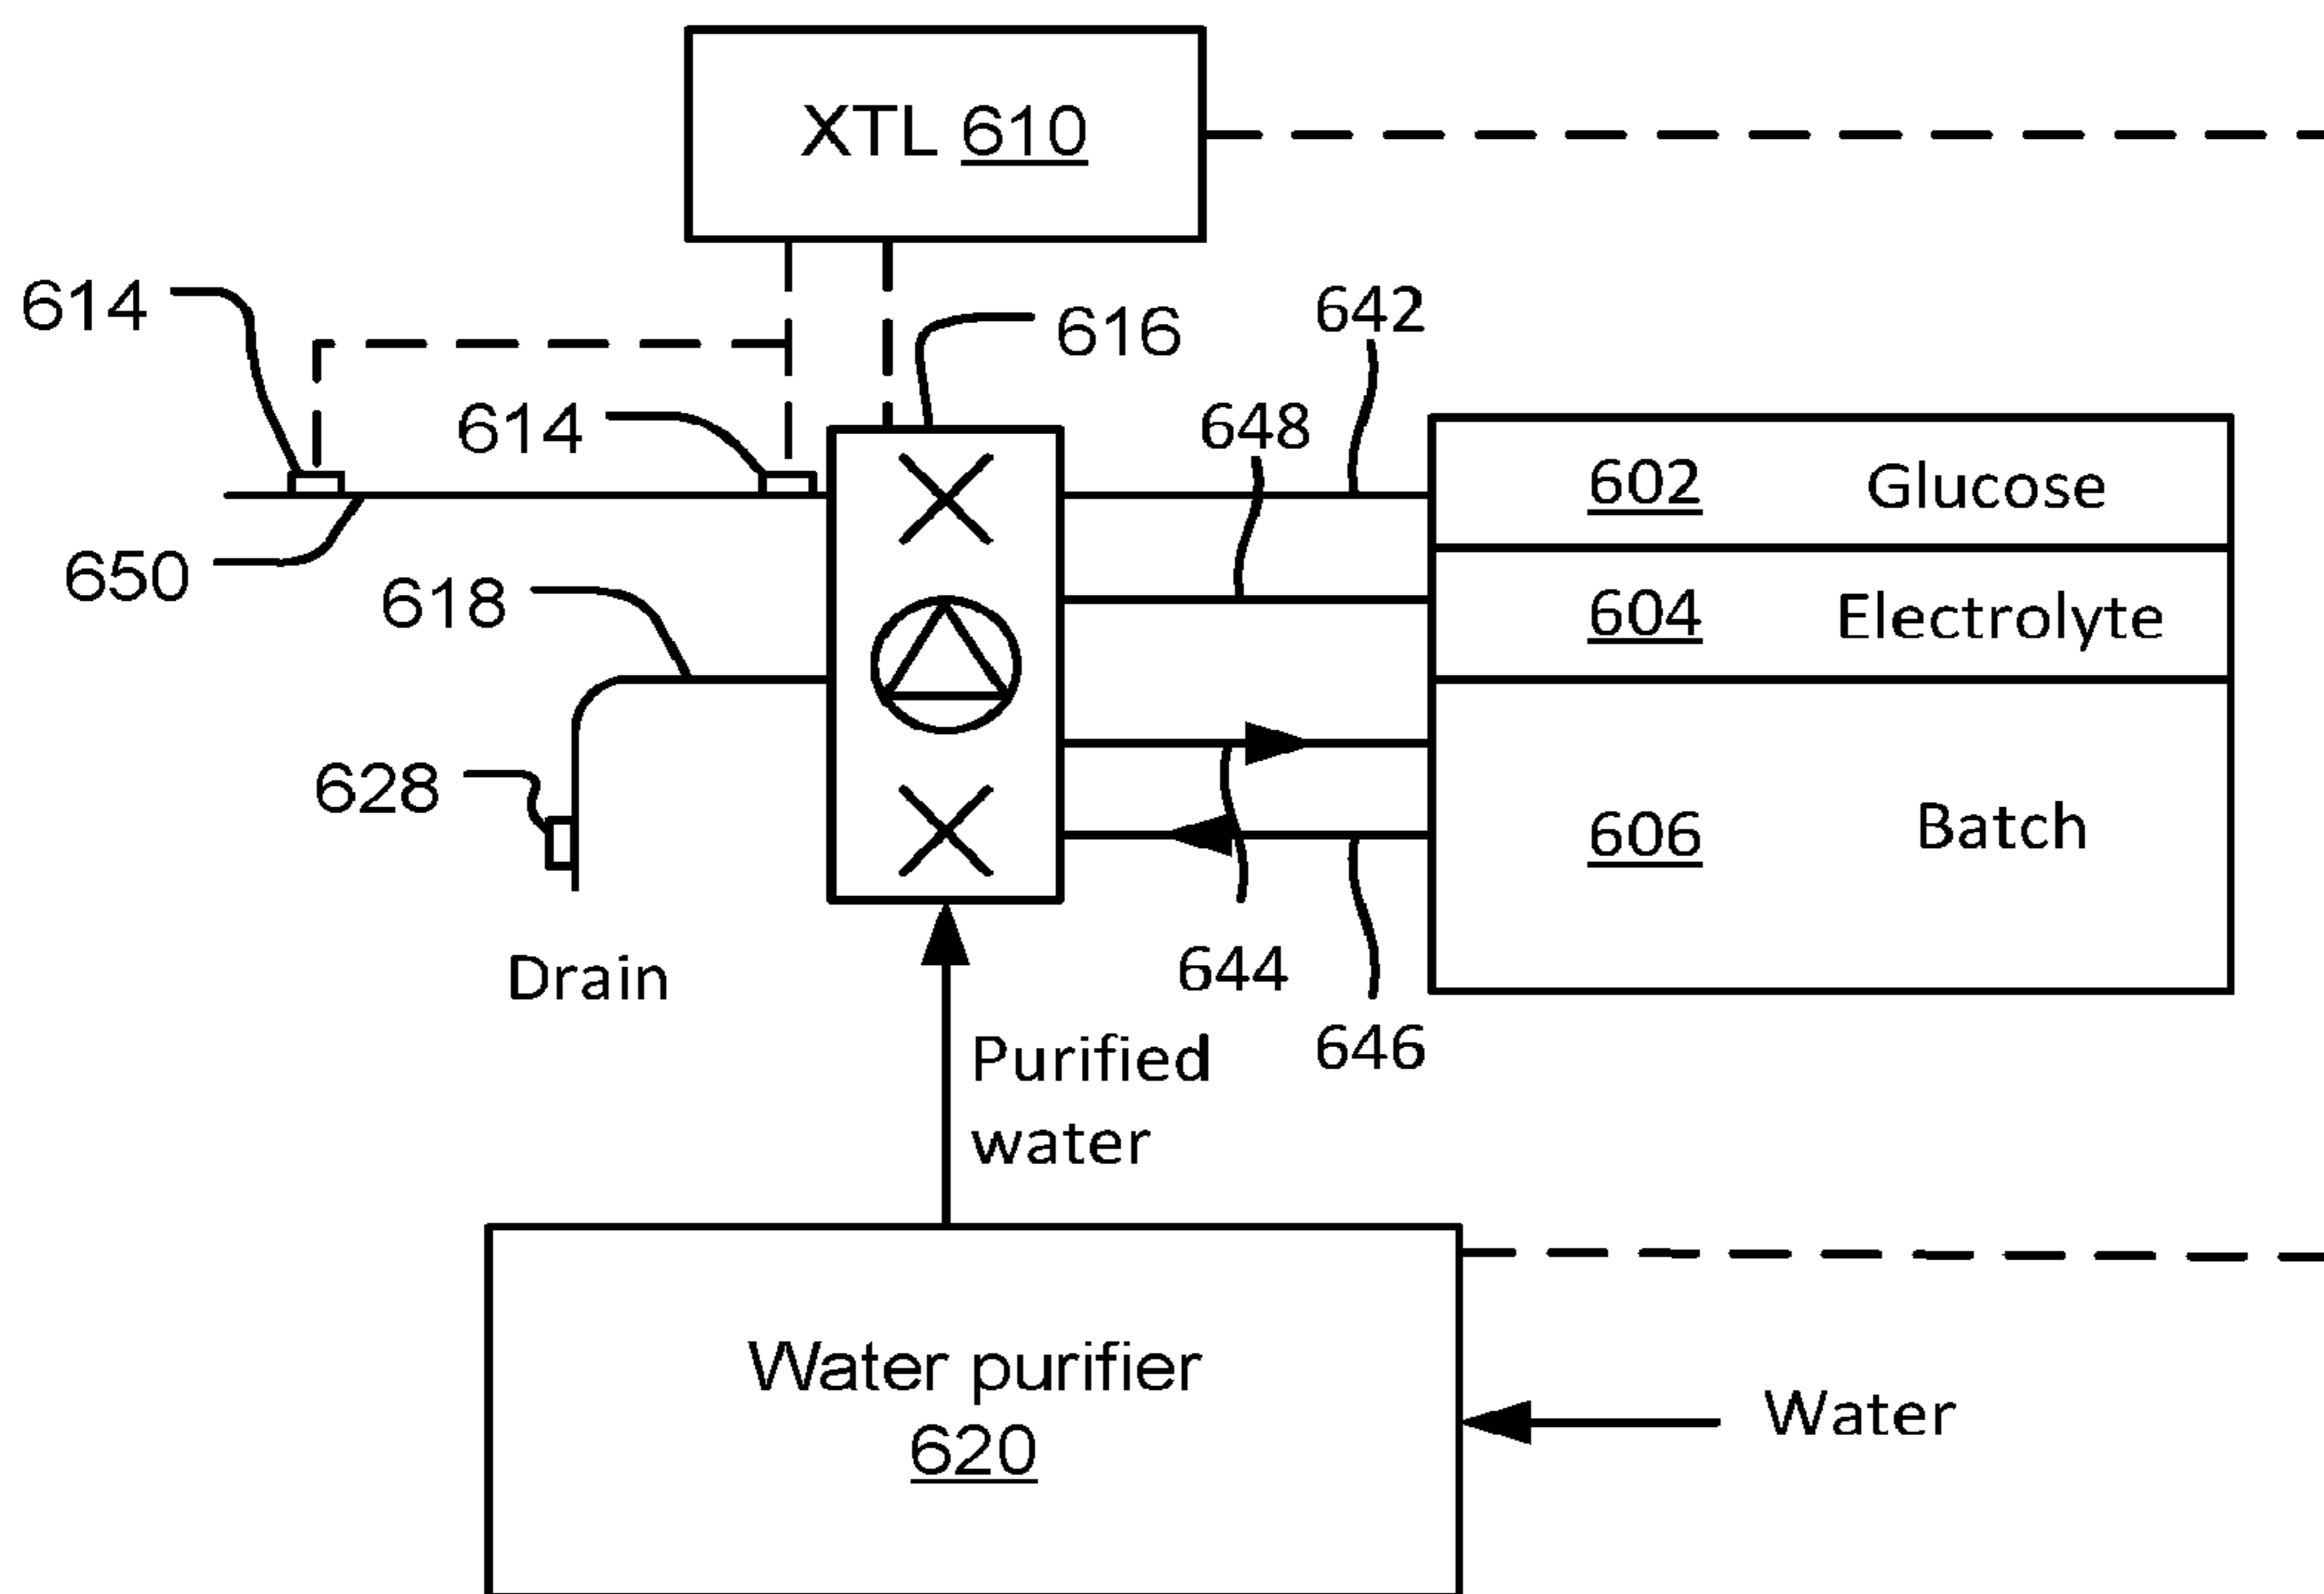 XTL 610
614
616
642
614
648
602 Glucose
650
618
604 Electrolyte
628
606 Batch
Drain
644
646
Purified
water
Water purifier
620
Water